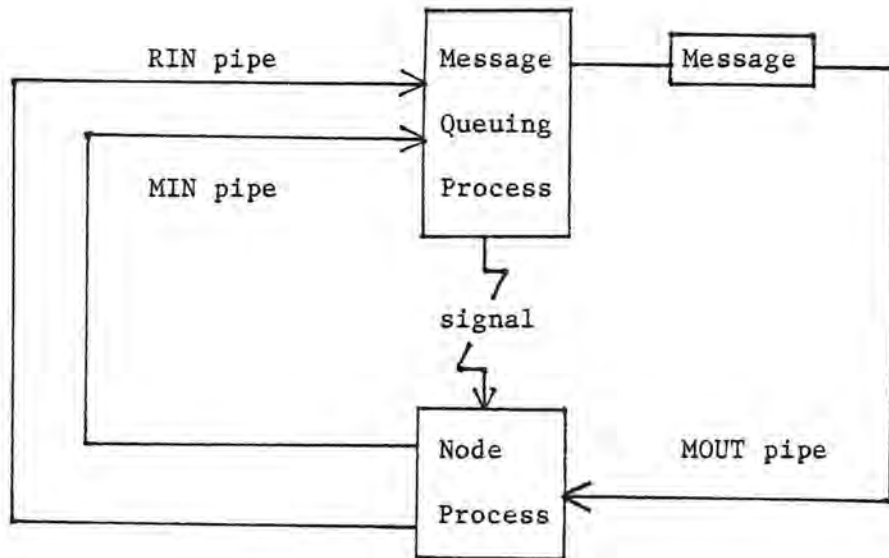 RIN pipe
MIN pipe
Message
Queuing
Process
Message
signal
Node
Process
MOUT pipe